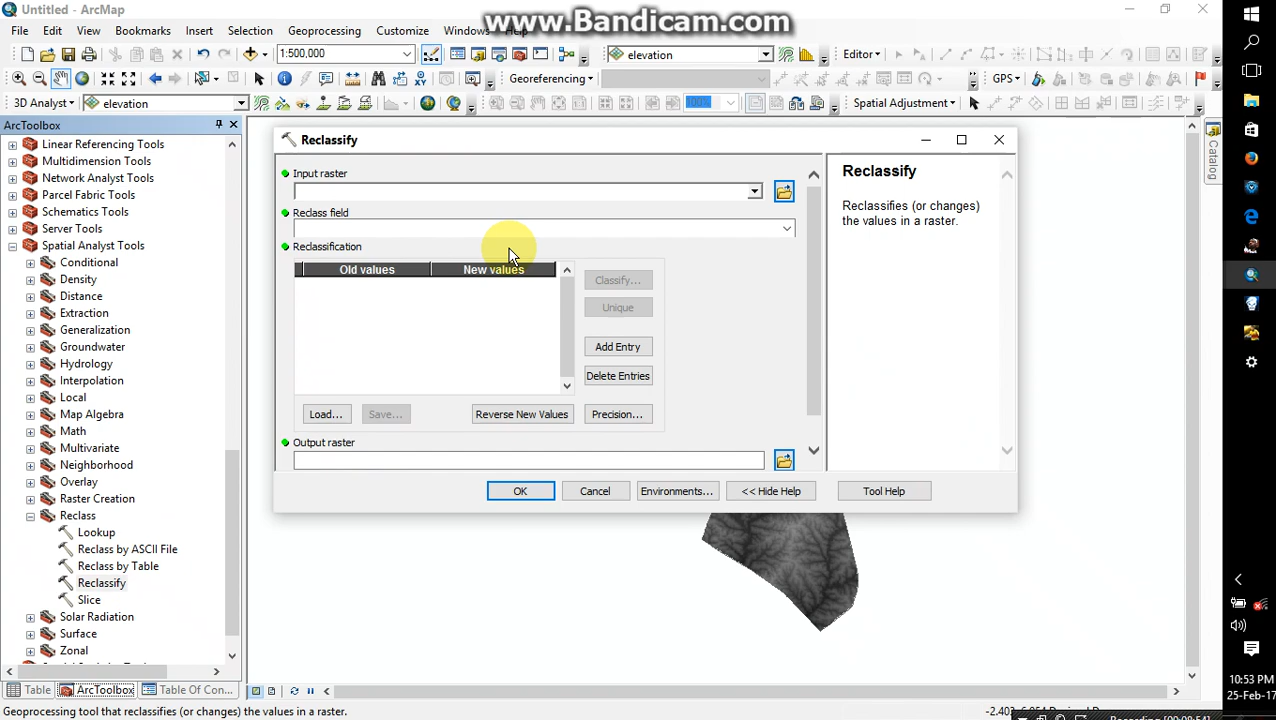 Untitled - ArcMap
www.Bandicam.com
File Edit View Bookmarks Insert Selection Geoprocessing Customize Windows Help
1:500,000
elevation
Editor
Georeferencing
GPS
3D Analyst
elevation
100%
Spatial Adjustment
ArcToolbox
Linear Referencing Tools
Multidimension Tools
Network Analyst Tools
Parcel Fabric Tools
Schematics Tools
Server Tools
Spatial Analyst Tools
Conditional
Density
Distance
Extraction
Generalization
Groundwater
Hydrology
Interpolation
Local
Map Algebra
Math
Multivariate
Neighborhood
Overlay
Raster Creation
Reclass
Lookup
Reclass by ASCII File
Reclass by Table
Reclassify
Slice
Solar Radiation
Surface
Zonal
Table
ArcToolbox
Table Of Con...
Geoprocessing tool that reclassifies (or changes) the values in a raster.
Reclassify
Input raster
Reclass field
Reclassification
Old values New values
Classify...
Unique
Add Entry
Delete Entries
Load... Save... Reverse New Values Precision...
Output raster
OK Cancel Environments... << Hide Help Tool Help
Reclassify
Reclassifies (or changes)
the values in a raster.
Catalog
10:53 PM
25-Feb-17